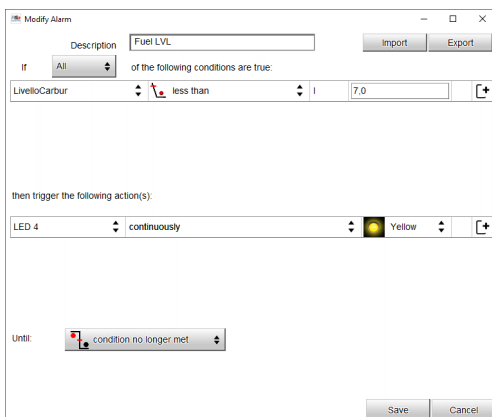 Modify Alarm
Description Fuel LVL Import Export
If All of the following conditions are true:
LivelloCarbur less than l 7,0
then trigger the following action(s):
LED 4 continuously Yellow
Until: condition no longer met
Save Cancel